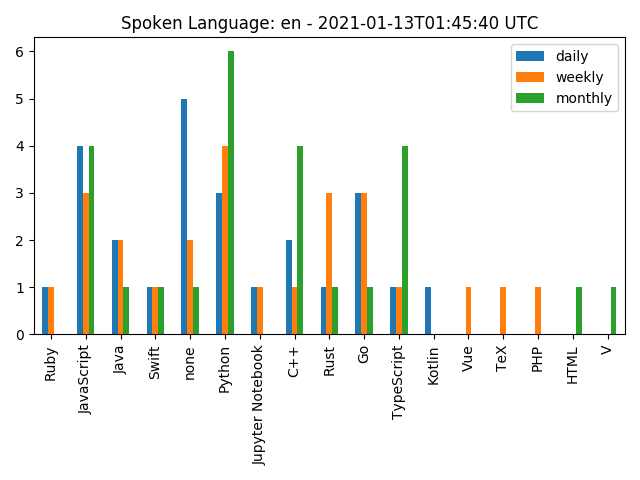 Spoken Language: en - 2021-01-13T01:45:40 UTC
daily
weekly
monthly
6
5
4
3
2
1
0
Ruby
JavaScript
Java
Swift
none
Python
Jupyter Notebook
C++
Rust
Go
TypeScript
Kotlin
Vue
TeX
PHP
HTML
V